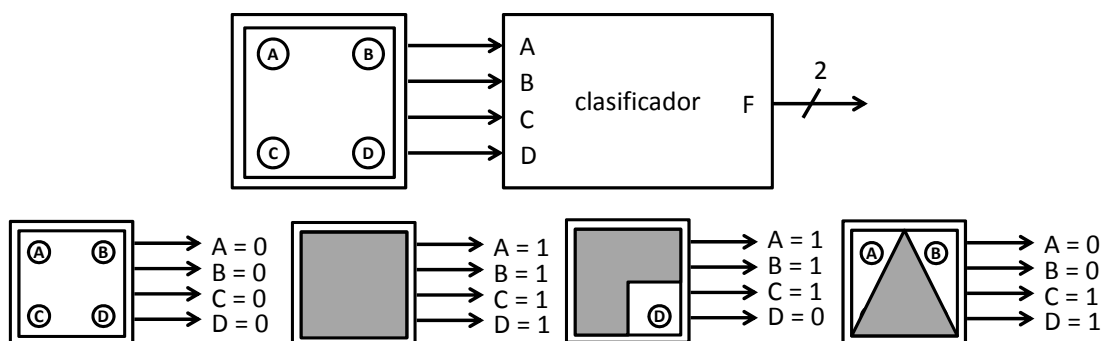 A B
C D
A
B
C
D
clasificador
F
2
A B
C D
A = 0
B = 0
C = 0
D = 0
A = 1
B = 1
C = 1
D = 1
D
A = 1
B = 1
C = 1
D = 0
A B
A = 0
B = 0
C = 1
D = 1